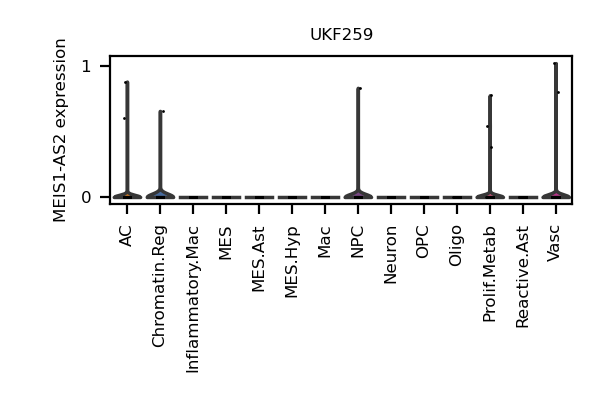 UKF259
MEIS1-AS2 expression
1
0
AC
Chromatin.Reg
Inflammatory.Mac
MES
MES.Ast
MES.Hyp
Mac
NPC
Neuron
OPC
Oligo
Prolif.Metab
Reactive.Ast
Vasc